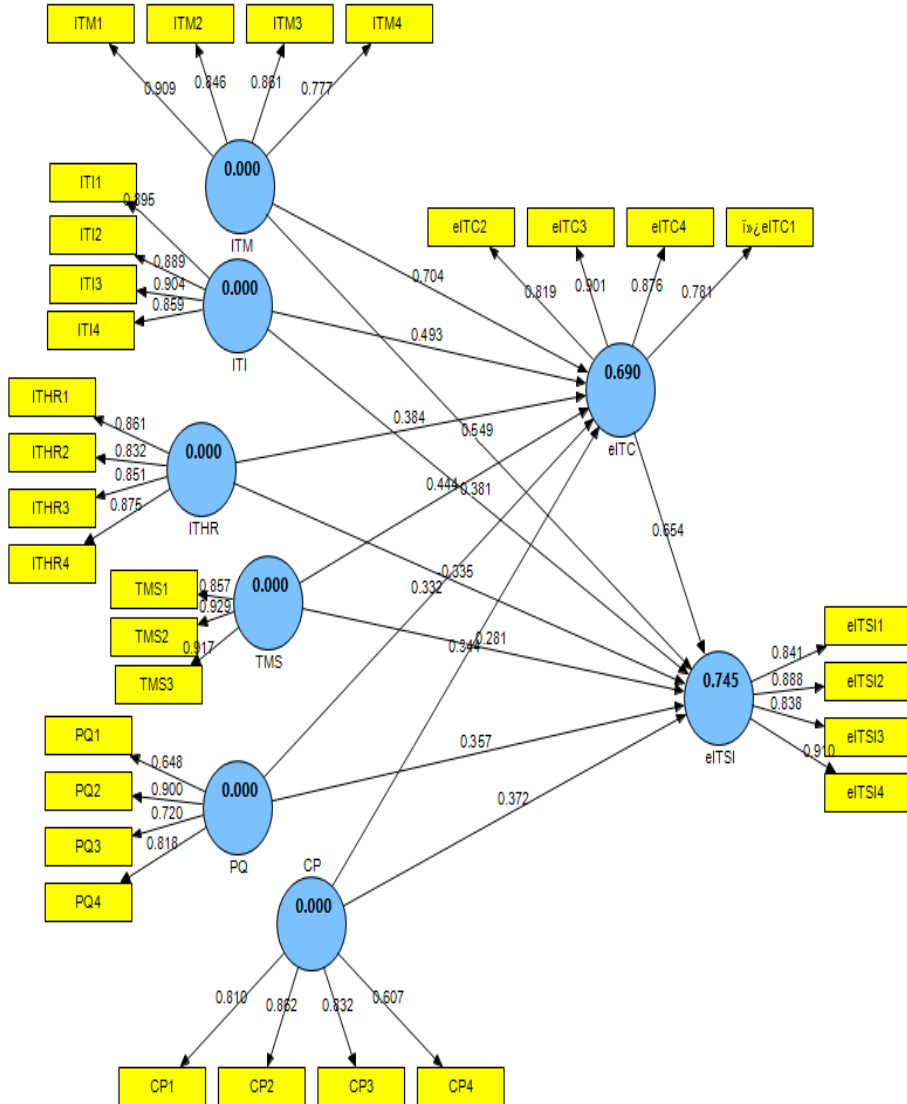 ITM1 ITM2 ITM3 ITM4
0.909 0.846 0.861 0.777
0.000
ITM
ITI1
ITI2
ITI3
ITI4
0.895
0.889
0.904
0.859
0.000
ITI
eITC2 eITC3 eITC4 ï»¿eITC1
0.819 0.901 0.876 0.781
0.690
eITC
0.704
0.493
0.384
0.549
0.444
0.381
ITHR1
ITHR2
ITHR3
ITHR4
0.861
0.832
0.851
0.875
0.000
ITHR
0.654
0.332
0.335
TMS1
TMS2
TMS3
0.857
0.929
0.917
0.000
TMS
0.344
0.281
eITSI1
eITSI2
eITSI3
eITSI4
0.841
0.888
0.838
0.910
0.745
eITSI
PQ1
PQ2
PQ3
PQ4
0.648
0.900
0.720
0.818
0.000
PQ
0.357
0.372
CP
0.000
0.810 0.862 0.832 0.607
CP1 CP2 CP3 CP4